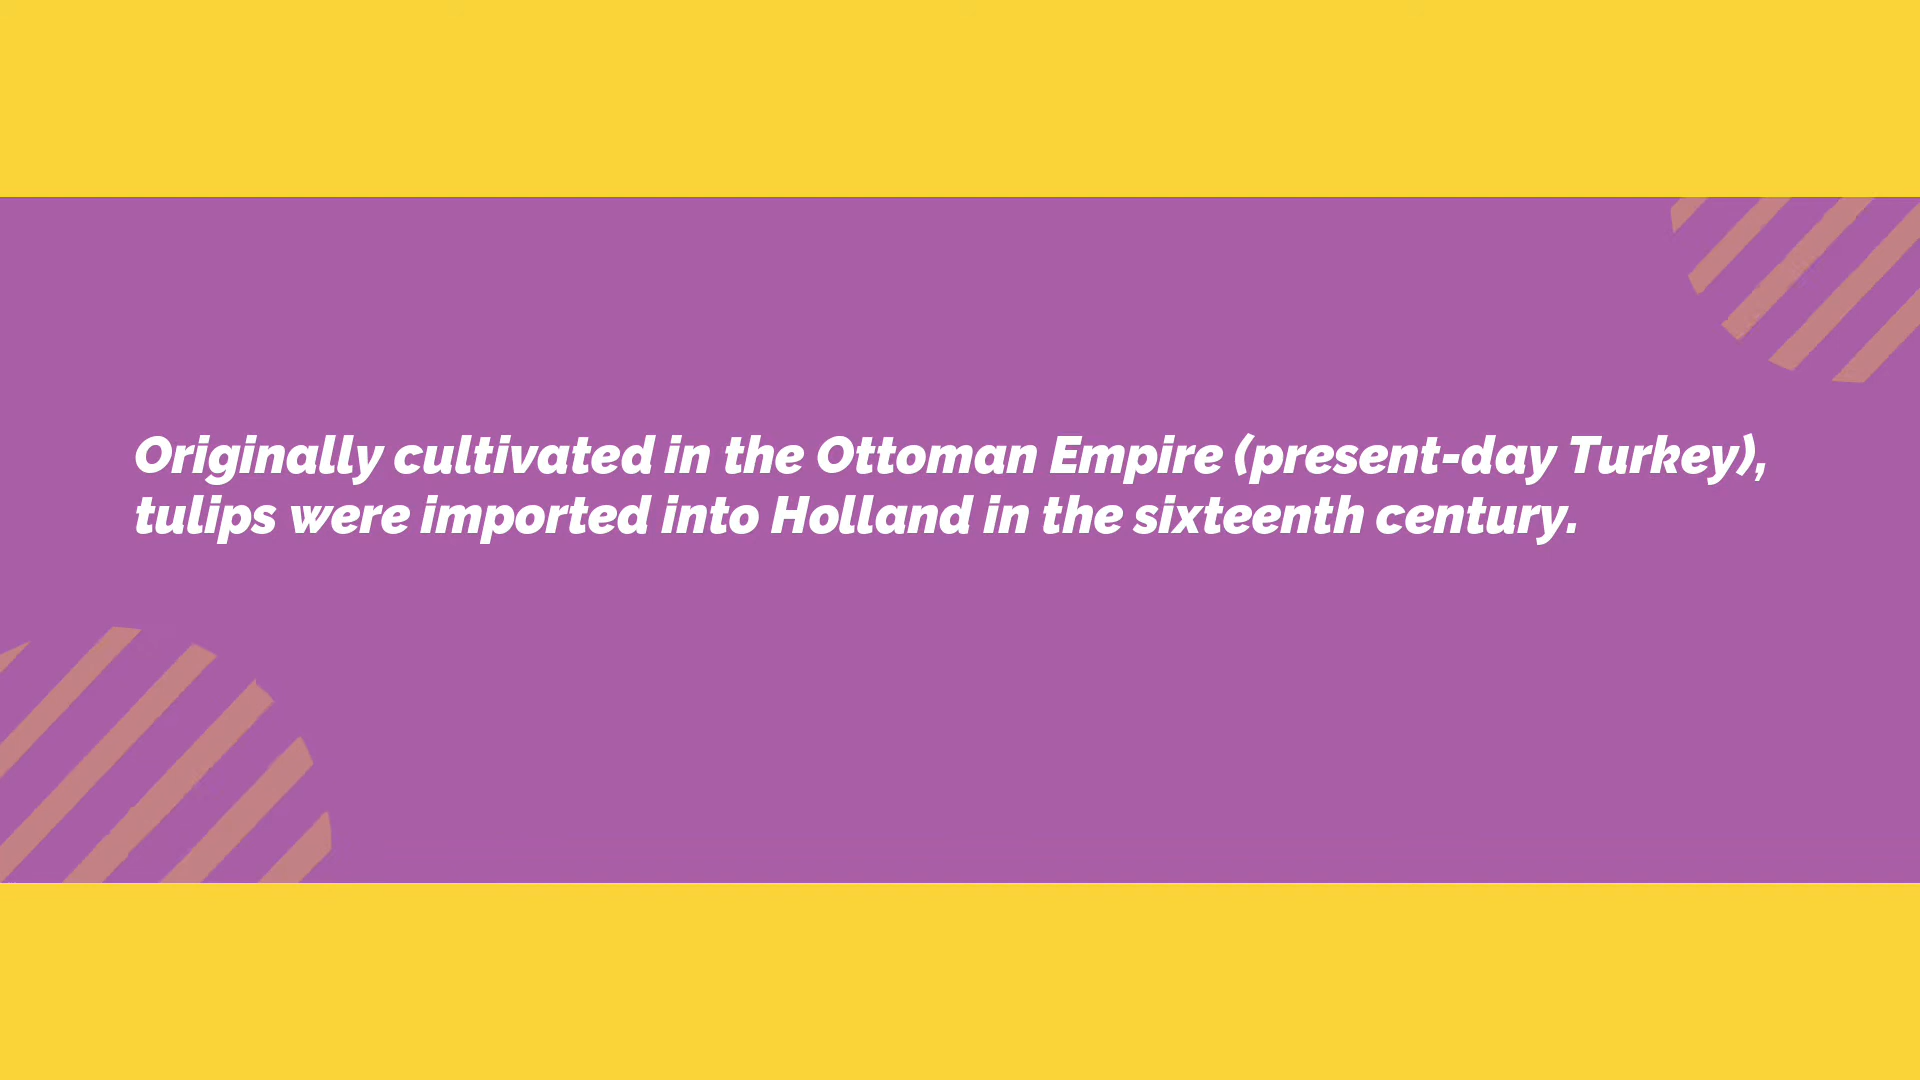 Originally cultivated in the Ottoman Empire (present-day Turkey),
tulips were imported into Holland in the sixteenth century.